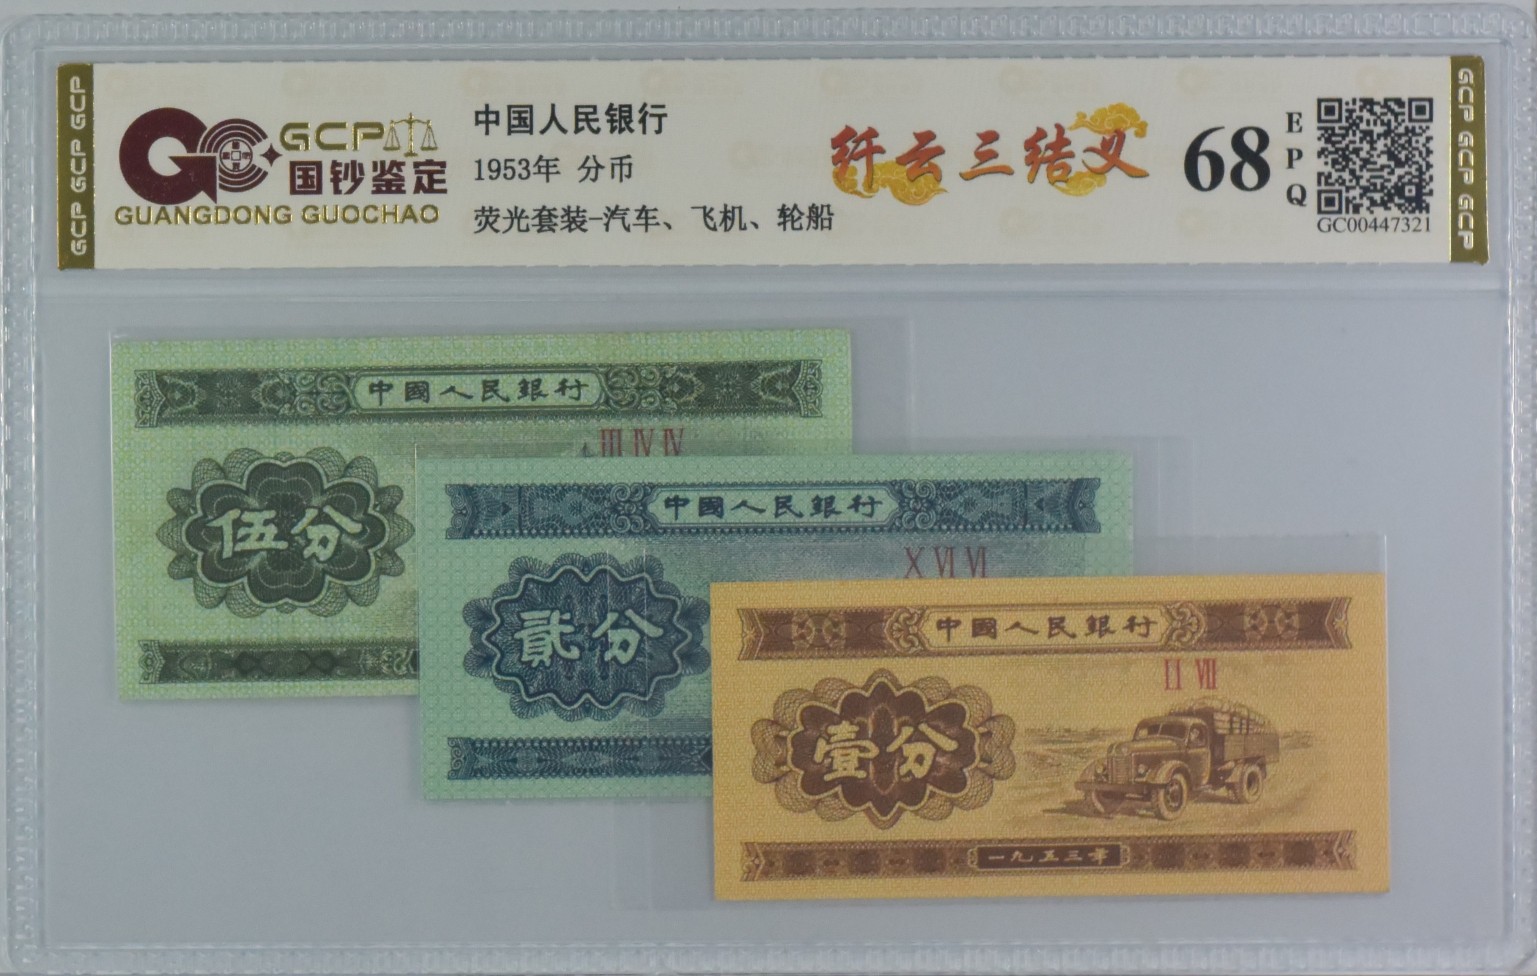 GCP GCP GCP
GCP
国钞鉴定
GUANGDONG GUOCHAO
中国人民银行
1953年 分币
荧光套装-汽车、飞机、轮船
纤云三结义
68
EPQ
GC00447321
GCP GCP GCP
中國人民銀行
III IV IV
伍分
中國人民銀行
X VI VI
貳分
中國人民銀行
II VII
壹分
一九五三年